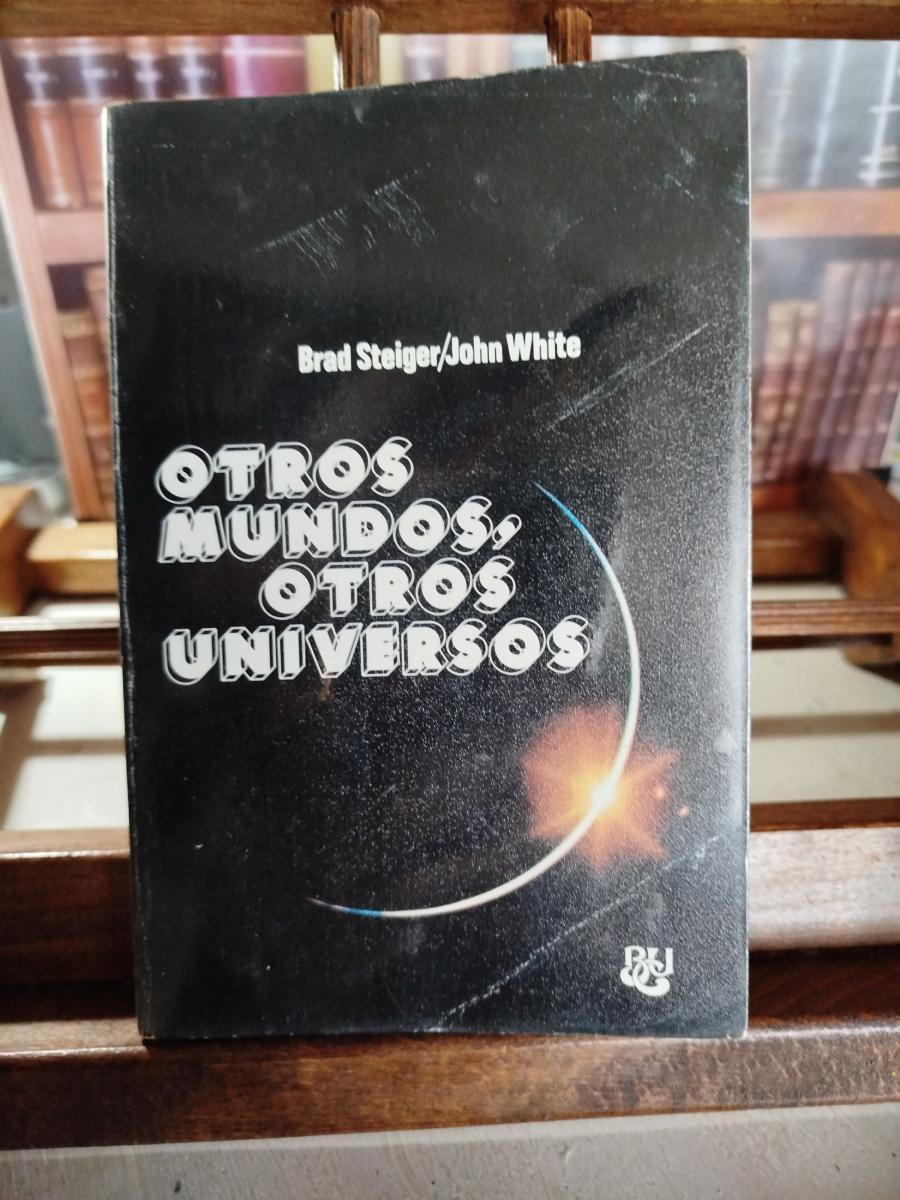 Brad Steiger/John White
OTROS
MUNDOS,
OTROS
UNIVERSOS